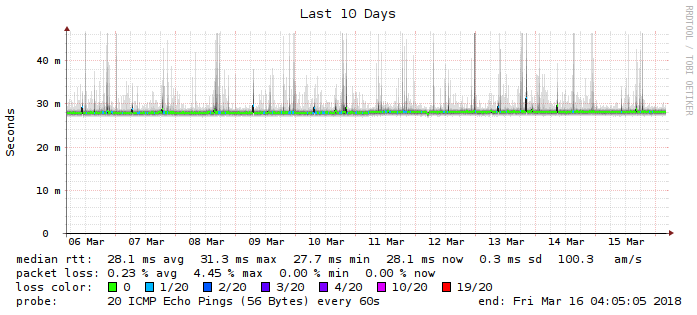 Last 10 Days
RRDTOOL / TOBI OETIKER
Seconds
40 m
30 m
20 m
10 m
0
06 Mar 07 Mar 08 Mar 09 Mar 10 Mar 11 Mar 12 Mar 13 Mar 14 Mar 15 Mar
median rtt: 28.1 ms avg 31.3 ms max 27.7 ms min 28.1 ms now 0.3 ms sd 100.3 am/s
packet loss: 0.23 % avg 4.45 % max 0.00 % min 0.00 % now
loss color: 0 1/20 2/20 3/20 4/20 10/20 19/20
probe: 20 ICMP Echo Pings (56 Bytes) every 60s end: Fri Mar 16 04:05:05 2018